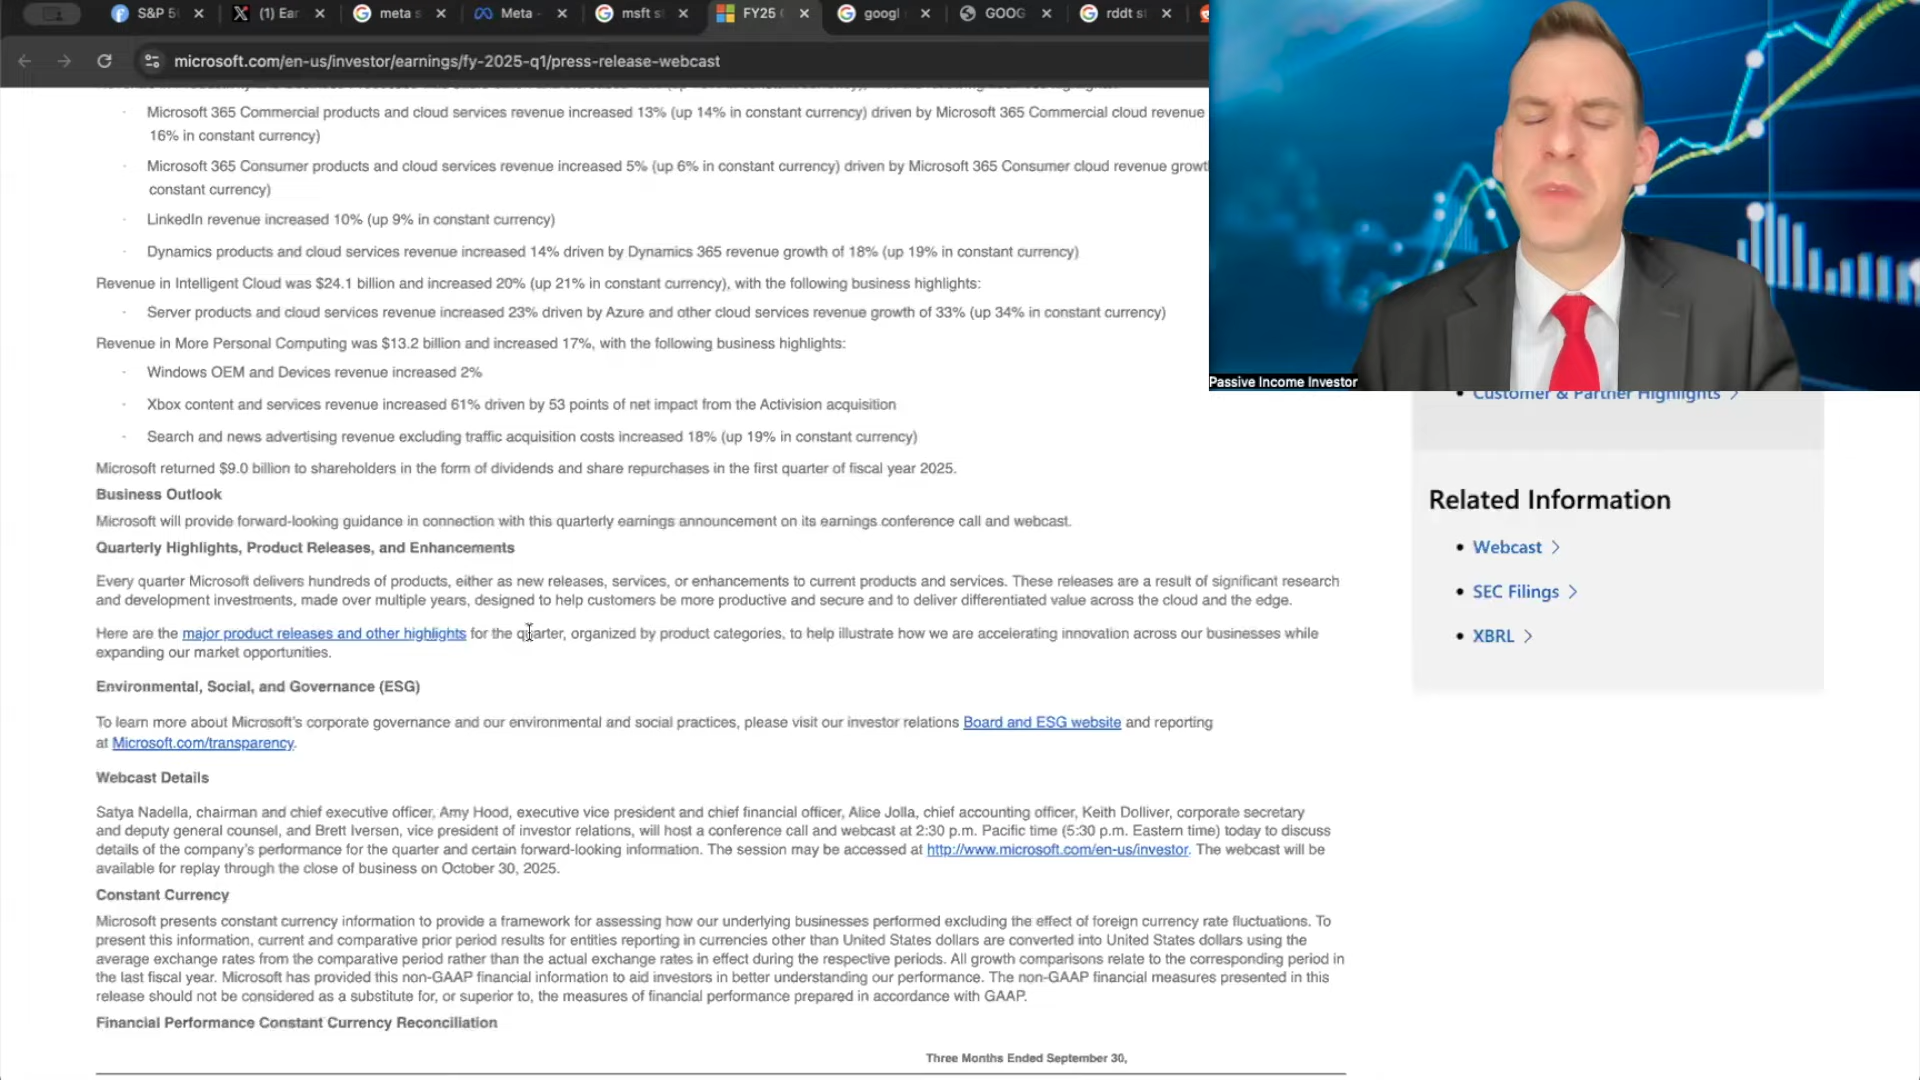 S&P 5
(1) Ear
meta s
Meta -
msft s
FY25
googl
GOOG
rddt s
microsoft.com/en-us/investor/earnings/fy-2025-q1/press-release-webcast
· Microsoft 365 Commercial products and cloud services revenue increased 13% (up 14% in constant currency) driven by Microsoft 365 Commercial cloud revenue
16% in constant currency)
· Microsoft 365 Consumer products and cloud services revenue increased 5% (up 6% in constant currency) driven by Microsoft 365 Consumer cloud revenue growt
constant currency)
· LinkedIn revenue increased 10% (up 9% in constant currency)
· Dynamics products and cloud services revenue increased 14% driven by Dynamics 365 revenue growth of 18% (up 19% in constant currency)
Revenue in Intelligent Cloud was $24.1 billion and increased 20% (up 21% in constant currency), with the following business highlights:
· Server products and cloud services revenue increased 23% driven by Azure and other cloud services revenue growth of 33% (up 34% in constant currency)
Revenue in More Personal Computing was $13.2 billion and increased 17%, with the following business highlights:
· Windows OEM and Devices revenue increased 2%
· Xbox content and services revenue increased 61% driven by 53 points of net impact from the Activision acquisition
· Search and news advertising revenue excluding traffic acquisition costs increased 18% (up 19% in constant currency)
Microsoft returned $9.0 billion to shareholders in the form of dividends and share repurchases in the first quarter of fiscal year 2025.
Business Outlook
Microsoft will provide forward-looking guidance in connection with this quarterly earnings announcement on its earnings conference call and webcast.
Quarterly Highlights, Product Releases, and Enhancements
Every quarter Microsoft delivers hundreds of products, either as new releases, services, or enhancements to current products and services. These releases are a result of significant research
and development investments, made over multiple years, designed to help customers be more productive and secure and to deliver differentiated value across the cloud and the edge.
Here are the major product releases and other highlights for the quarter, organized by product categories, to help illustrate how we are accelerating innovation across our businesses while
expanding our market opportunities.
Environmental, Social, and Governance (ESG)
To learn more about Microsoft's corporate governance and our environmental and social practices, please visit our investor relations Board and ESG website and reporting
at Microsoft.com/transparency.
Webcast Details
Satya Nadella, chairman and chief executive officer, Amy Hood, executive vice president and chief financial officer, Alice Jolla, chief accounting officer, Keith Dolliver, corporate secretary
and deputy general counsel, and Brett Iversen, vice president of investor relations, will host a conference call and webcast at 2:30 p.m. Pacific time (5:30 p.m. Eastern time) today to discuss
details of the company's performance for the quarter and certain forward-looking information. The session may be accessed at http://www.microsoft.com/en-us/investor. The webcast will be
available for replay through the close of business on October 30, 2025.
Constant Currency
Microsoft presents constant currency information to provide a framework for assessing how our underlying businesses performed excluding the effect of foreign currency rate fluctuations. To
present this information, current and comparative prior period results for entities reporting in currencies other than United States dollars are converted into United States dollars using the
average exchange rates from the comparative period rather than the actual exchange rates in effect during the respective periods. All growth comparisons relate to the corresponding period in
the last fiscal year. Microsoft has provided this non-GAAP financial information to aid investors in better understanding our performance. The non-GAAP financial measures presented in this
release should not be considered as a substitute for, or superior to, the measures of financial performance prepared in accordance with GAAP.
Financial Performance Constant Currency Reconciliation
Three Months Ended September 30,
Passive Income Investor
Customer & Partner Highlights
Related Information
• Webcast
• SEC Filings
• XBRL